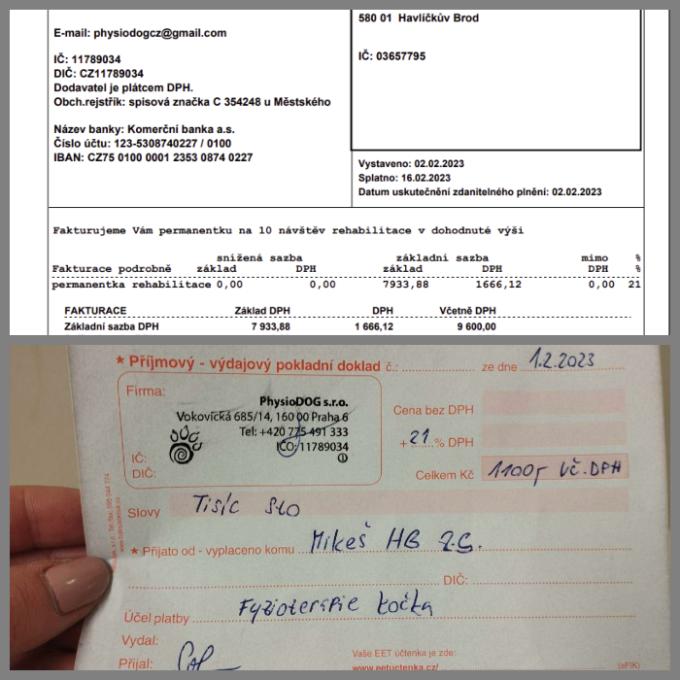 580 01 Havlíčkův Brod
E-mail: physiodogcz@gmail.com
IČ: 11789034
IČ: 03657795
DIČ: CZ11789034
Dodavatel je plátcem DPH.
Obch.rejstřík: spisová značka C 354248 u Městského
Název banky: Komerční banka a.s.
Číslo účtu: 123-5308740227 / 0100
IBAN: CZ75 0100 0001 2353 0874 0227
Vystaveno: 02.02.2023
Splatno: 16.02.2023
Datum uskutečnění zdanitelného plnění: 02.02.2023
Fakturujeme Vám permanentku na 10 návštěv rehabilitace v dohodnuté výši
snížená sazba základní sazba mimo %
Fakturace podrobně základ DPH základ DPH DPH %
permanentka rehabilitace 0,00 0,00 7933,88 1666,12 0,00 21
FAKTURACE Základ DPH DPH Včetně DPH
Základní sazba DPH 7 933,88 1 666,12 9 600,00
* Příjmový - výdajový pokladní doklad č.: ze dne 1.2.2023
Firma:
PhysioDOG s.r.o.
Vokovická 685/14, 160 00 Praha 6
Tel: +420 775 491 333
IČO: 11789034
IČ:
DIČ:
Cena bez DPH
+ 21 % DPH
Celkem Kč 1100,- vč. DPH
Slovy Tisíc sto
* Přijato od - vyplaceno komu Mikeš HB z.s.
DIČ:
Účel platby Fyzioterapie kočka
Vydal:
Přijal:
Vaše EET účtenka je zde:
www.eetuctenka.cz/ (eFIK)